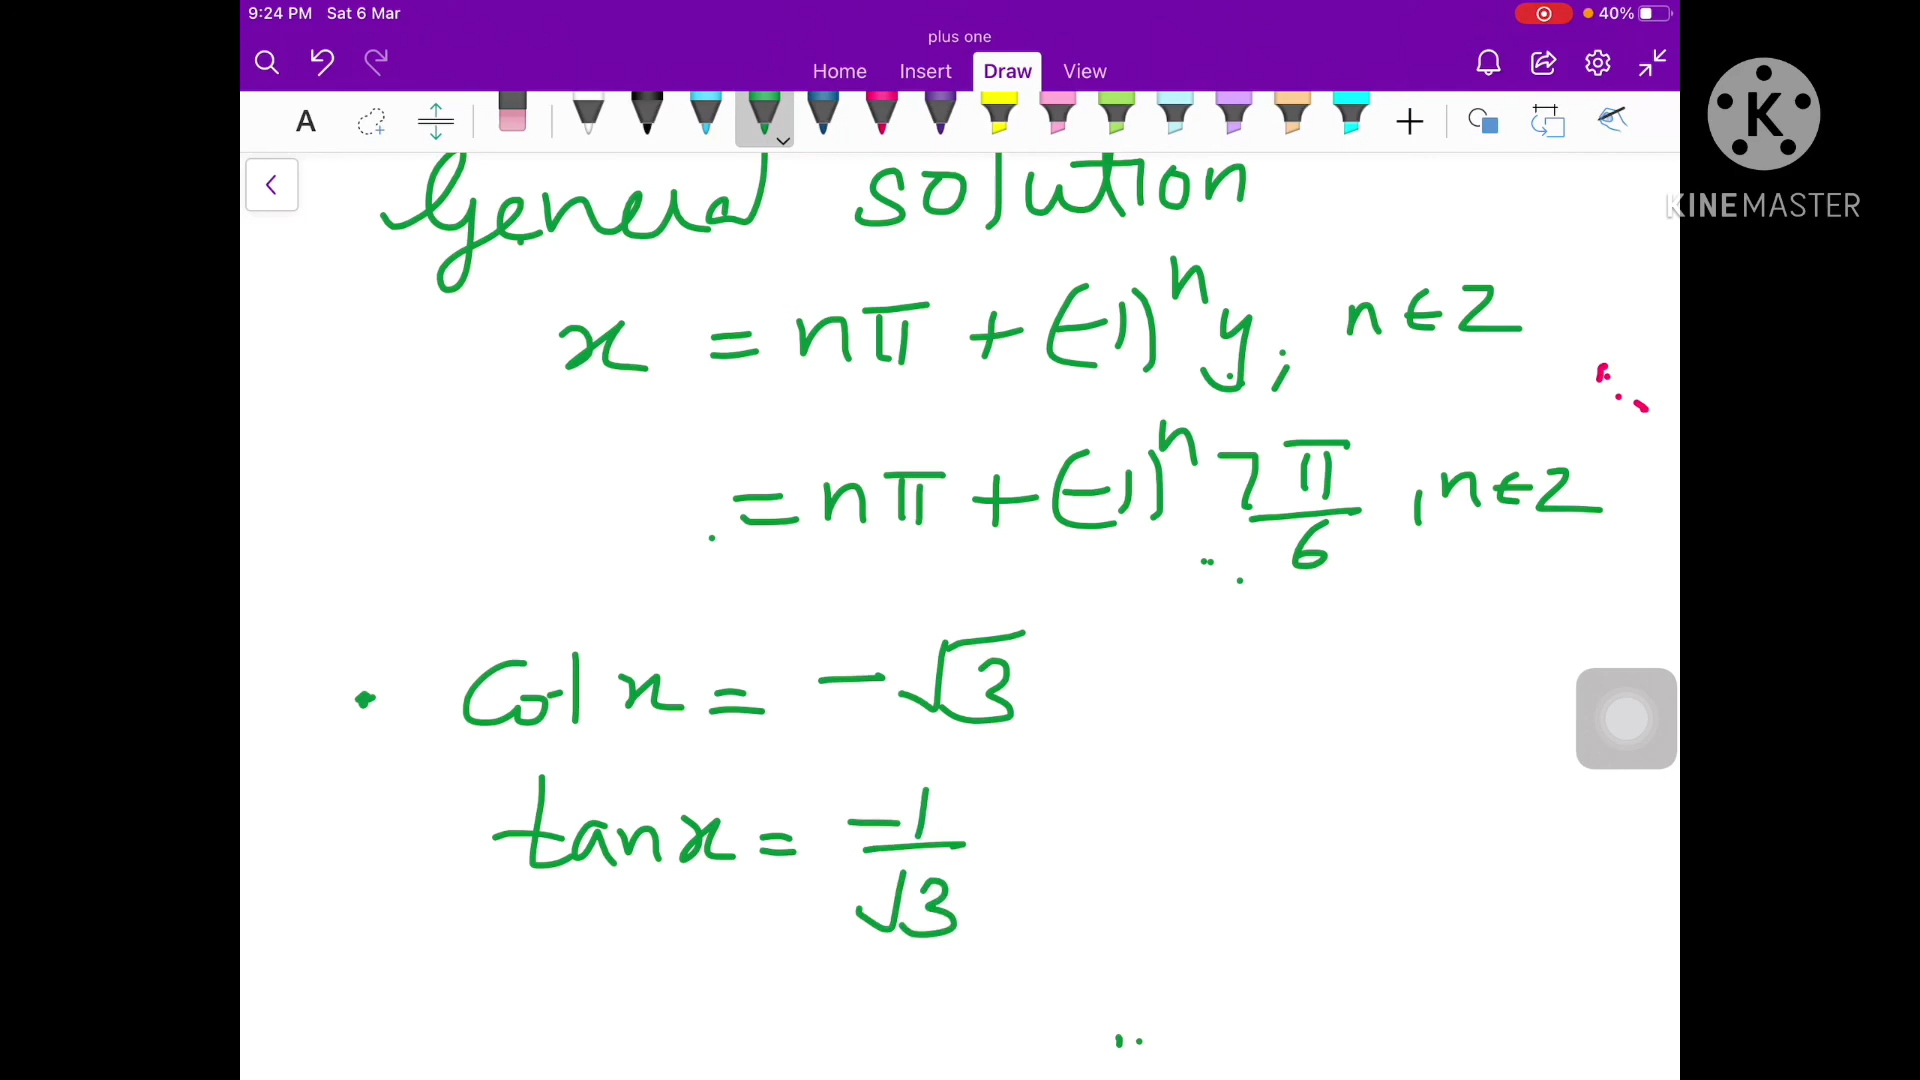 9:24 PM Sat 6 Mar
40%
plus one
Home Insert Draw View
A
K
KINEMASTER
General solution
x = nπ + (-1)ⁿ y, n ∈ Z
= nπ + (-1)ⁿ 7π/6, n ∈ Z
Cot x = -√3
tan x = -1/√3